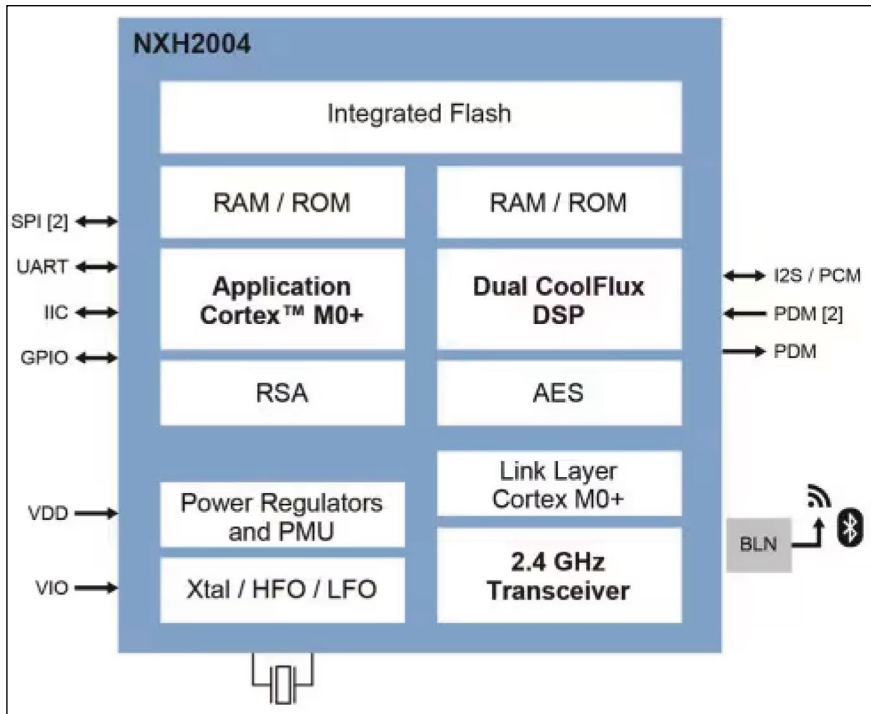 NXH2004
Integrated Flash
RAM / ROM
RAM / ROM
SPI [2]
UART
IIC
GPIO
Application
Cortex™ M0+
Dual CoolFlux
DSP
I2S / PCM
PDM [2]
PDM
RSA
AES
Link Layer
Cortex M0+
VDD
Power Regulators
and PMU
VIO
Xtal / HFO / LFO
2.4 GHz
Transceiver
BLN